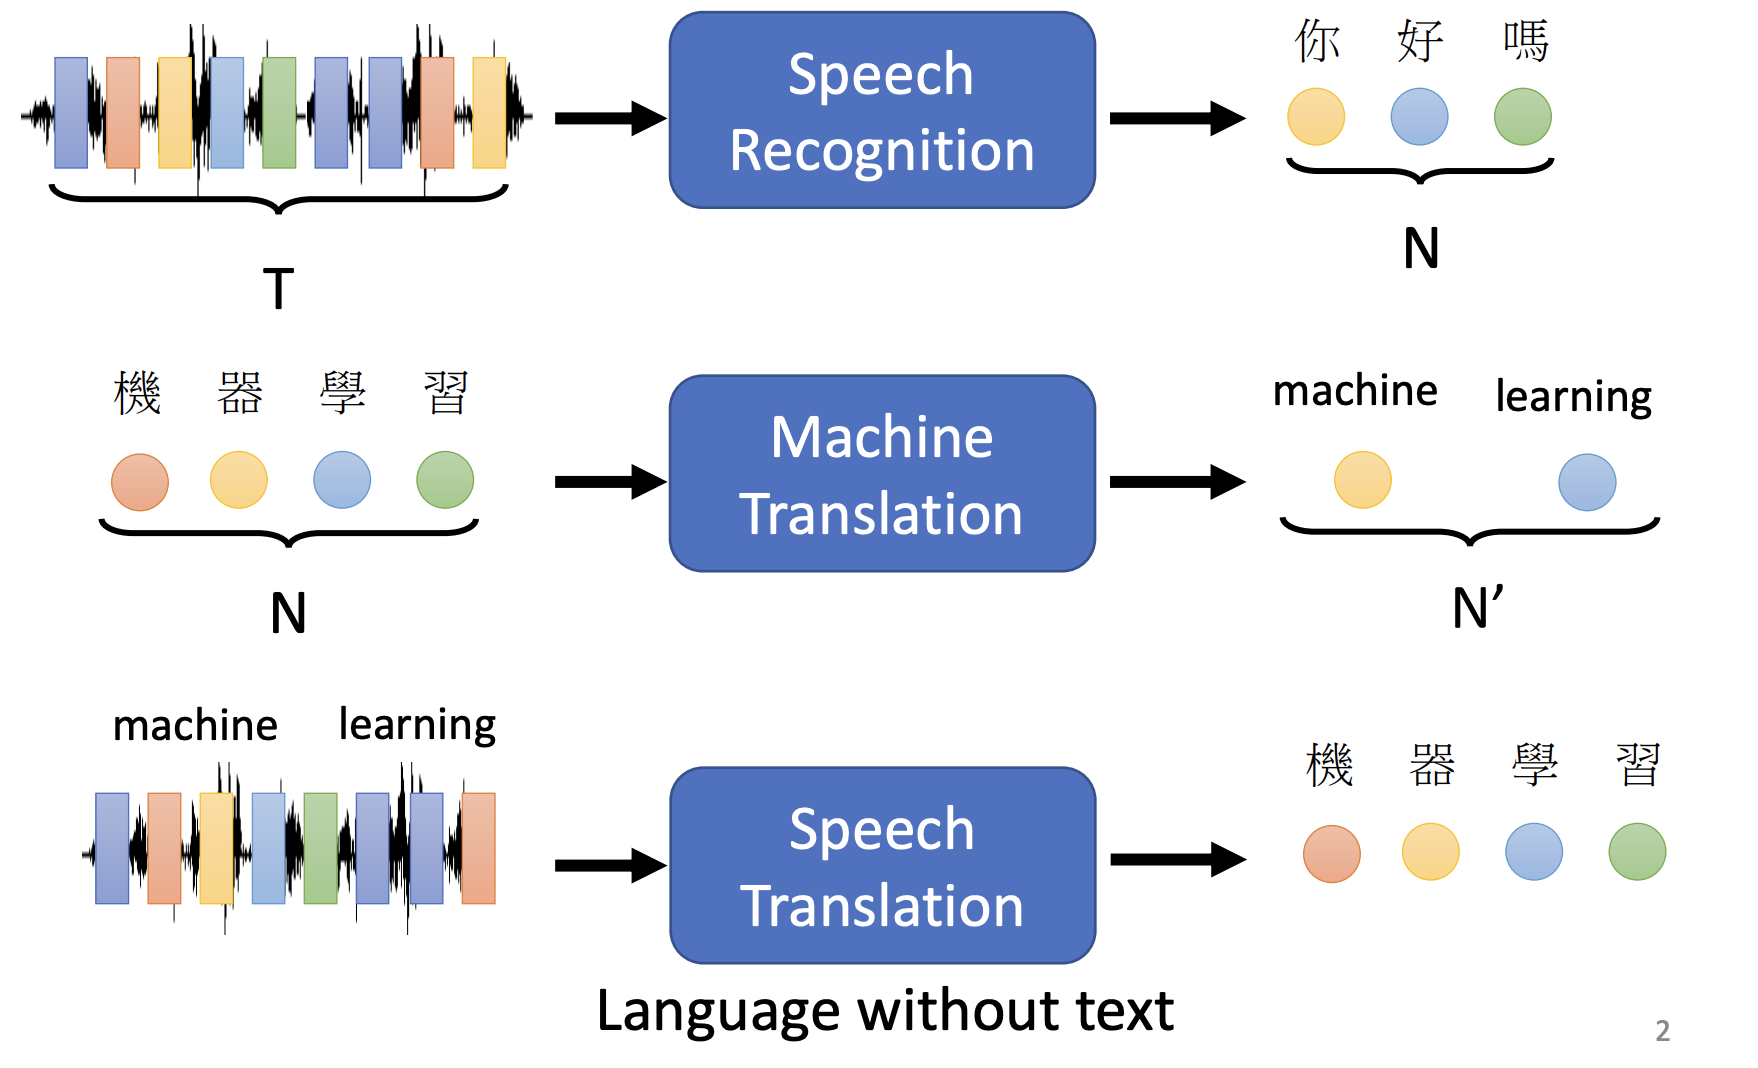 Speech
Recognition
你 好 嗎
T
N
機 器 學 習
Machine
Translation
machine learning
N
N’
machine learning
Speech
Translation
機 器 學 習
Language without text
2